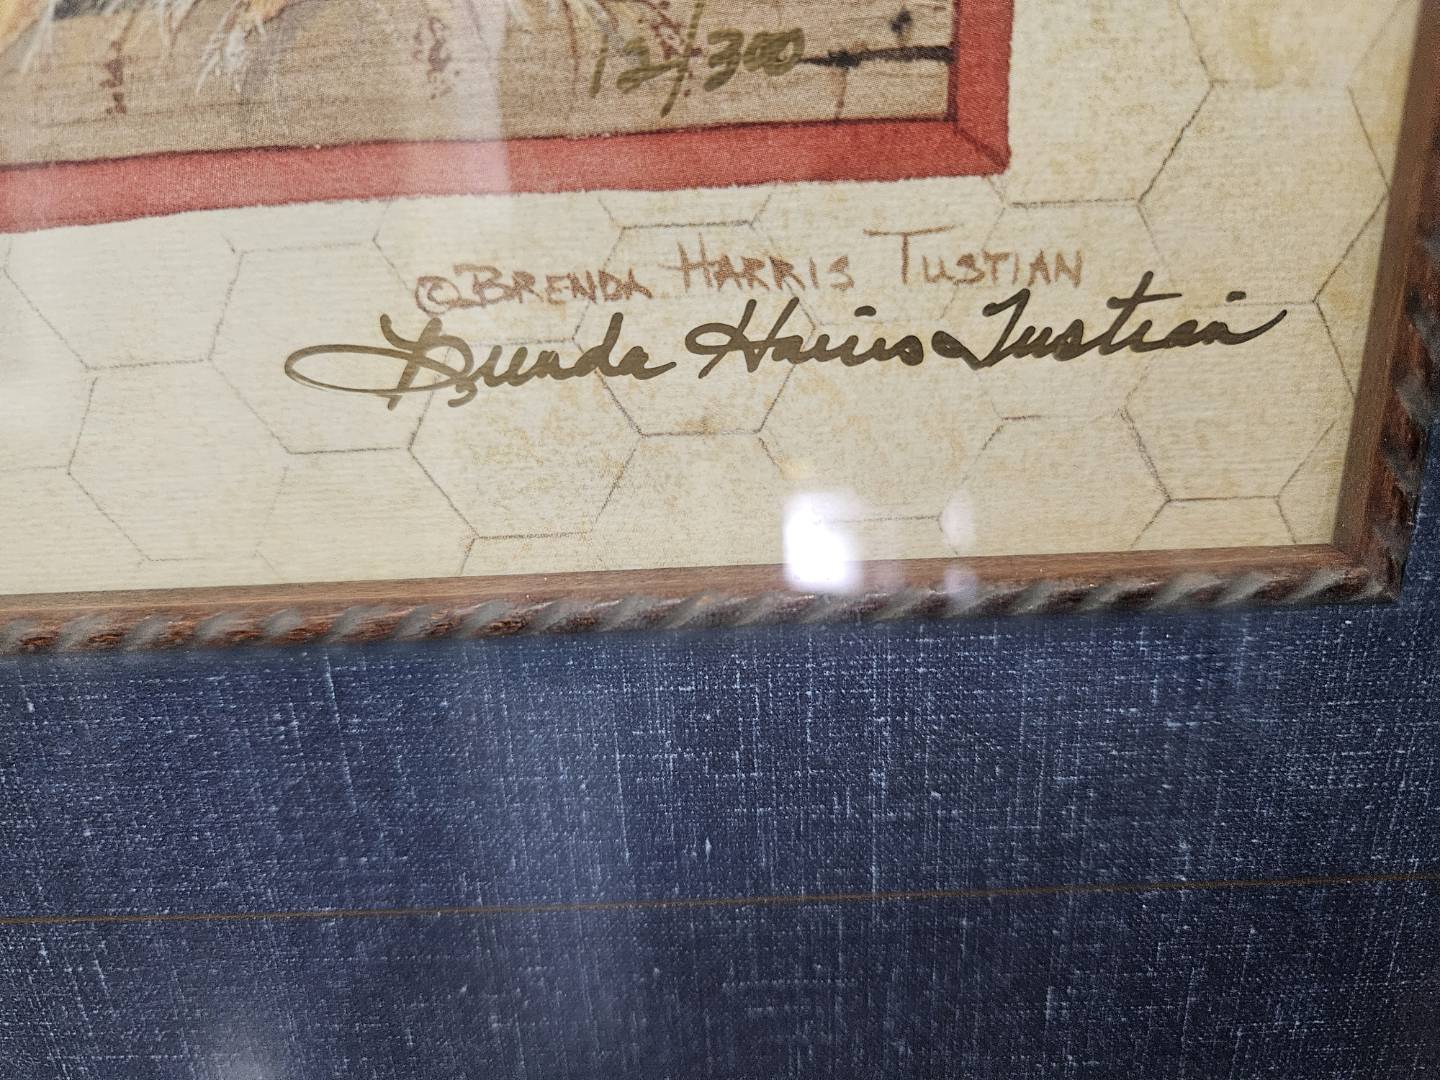 12/300
©BRENDA HARRIS TUSTIAN
Brenda Harris Tustian